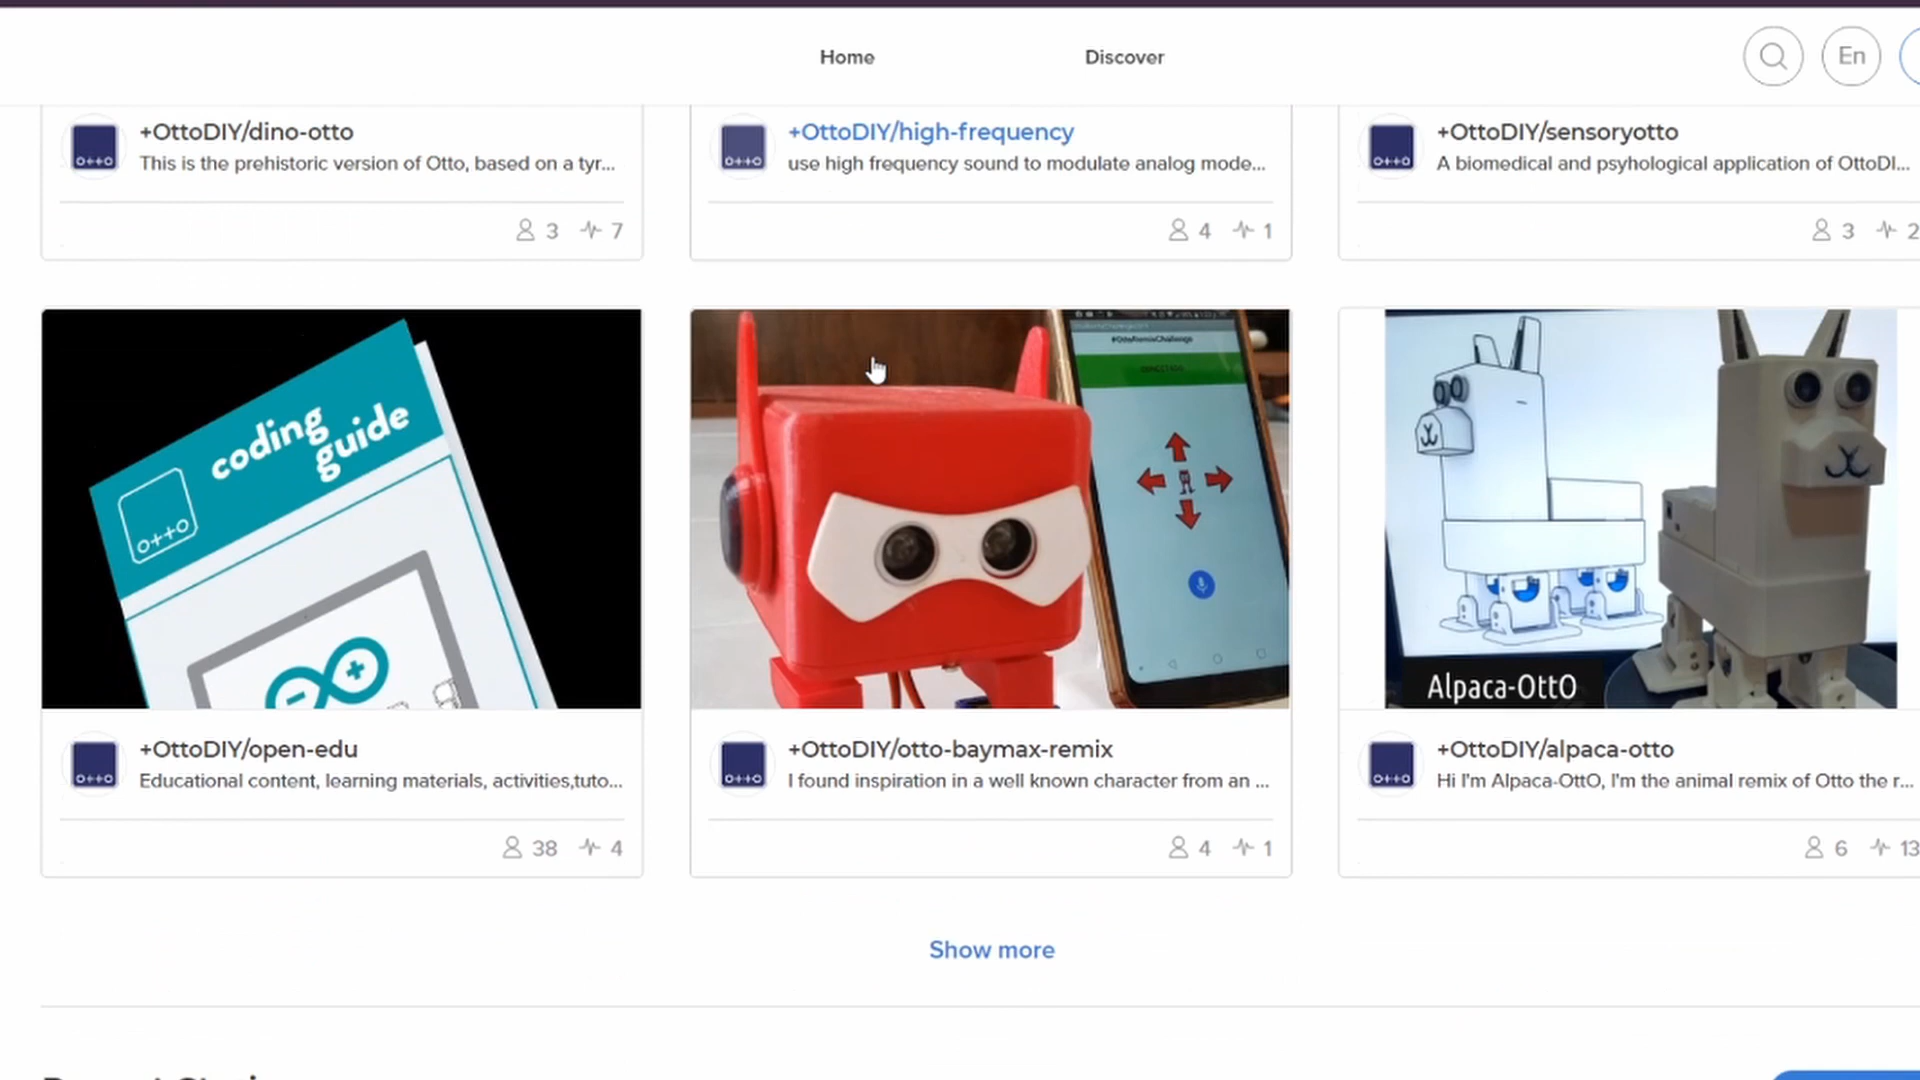 Home
Discover
En
+OttoDIY/dino-otto
This is the prehistoric version of Otto, based on a tyr...
3
7
+OttoDIY/high-frequency
use high frequency sound to modulate analog mode...
4
1
+OttoDIY/sensoryotto
A biomedical and psyhological application of OttoDI...
3
2
coding
guide
O++O
#OttoRemixChallenge
Alpaca-OttO
+OttoDIY/open-edu
Educational content, learning materials, activities,tuto...
38
4
+OttoDIY/otto-baymax-remix
I found inspiration in a well known character from an ...
4
1
+OttoDIY/alpaca-otto
Hi I'm Alpaca-OttO, I'm the animal remix of Otto the r...
6
13
Show more